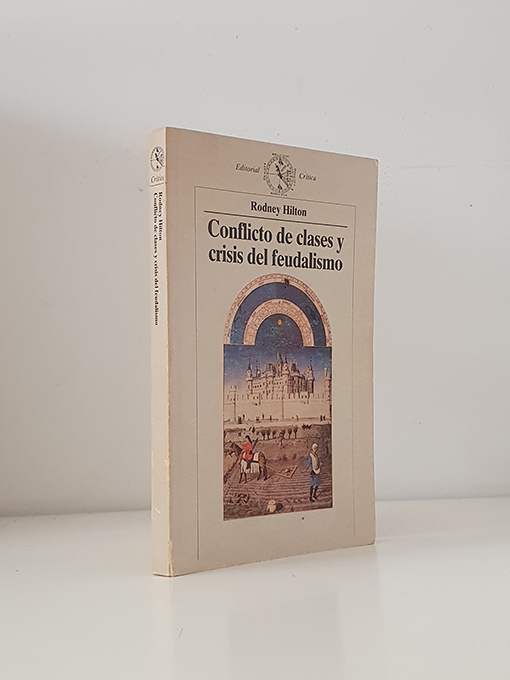 Editorial Crítica
Rodney Hilton
Conflicto de clases y
crisis del feudalismo
Crítica
Rodney Hilton
Conflicto de clases y crisis del feudalismo